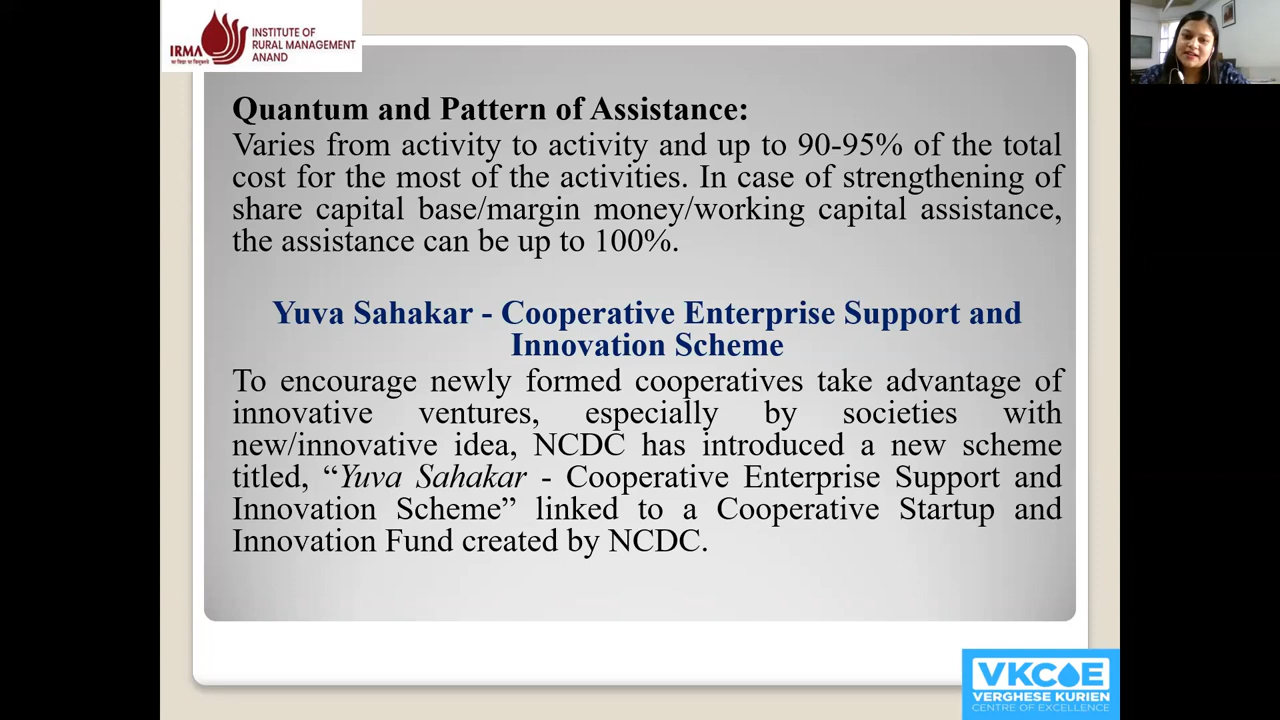 IRMA
INSTITUTE OF
RURAL MANAGEMENT
ANAND
Quantum and Pattern of Assistance:
Varies from activity to activity and up to 90-95% of the total
cost for the most of the activities. In case of strengthening of
share capital base/margin money/working capital assistance,
the assistance can be up to 100%.
Yuva Sahakar - Cooperative Enterprise Support and
Innovation Scheme
To encourage newly formed cooperatives take advantage of
innovative ventures, especially by societies with
new/innovative idea, NCDC has introduced a new scheme
titled, “Yuva Sahakar - Cooperative Enterprise Support and
Innovation Scheme” linked to a Cooperative Startup and
Innovation Fund created by NCDC.
VKCOE
VERGHESE KURIEN
CENTRE OF EXCELLENCE